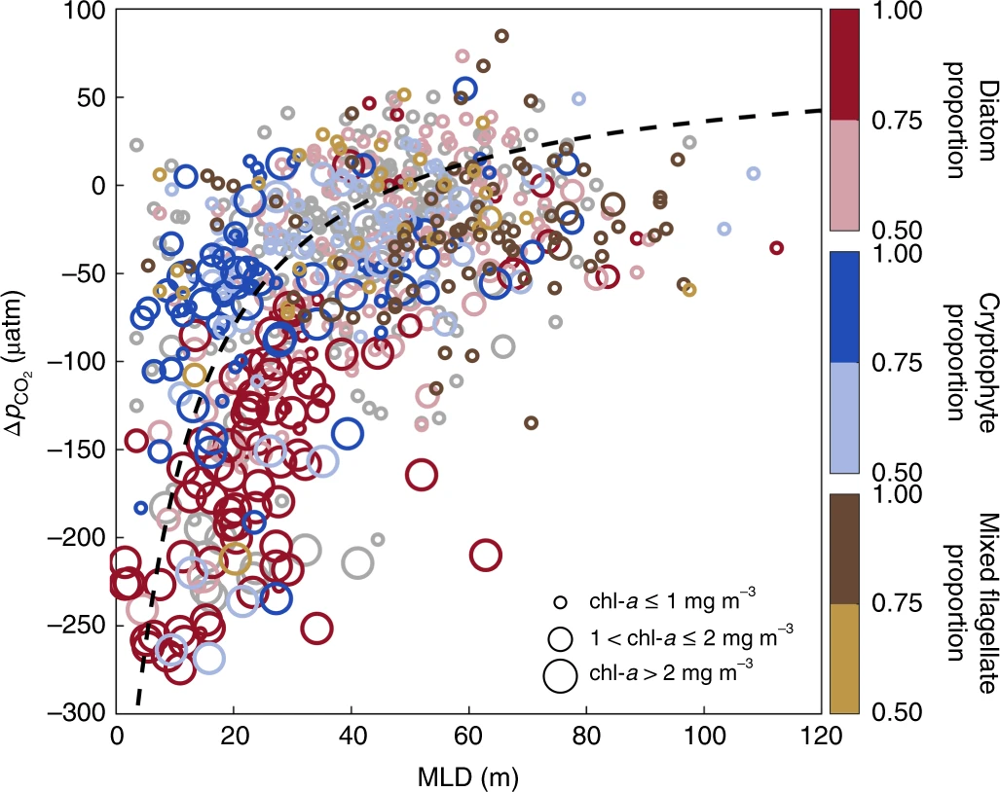 100
50
0
−50
−100
−150
−200
−250
−300
ΔpCO₂ (µatm)
0
20
40
60
80
100
120
MLD (m)
chl-a ≤ 1 mg m⁻³
1 < chl-a ≤ 2 mg m⁻³
chl-a > 2 mg m⁻³
1.00
0.75
0.50
Diatom
proportion
1.00
0.75
0.50
Cryptophyte
proportion
1.00
0.75
0.50
Mixed flagellate
proportion